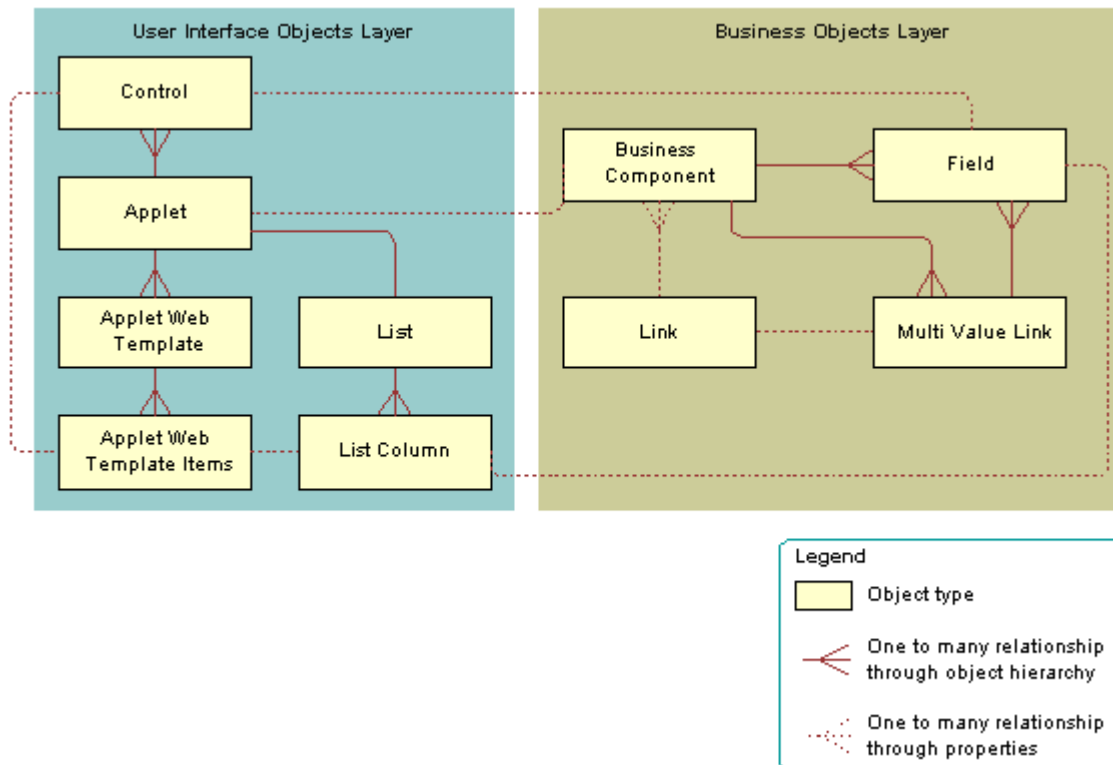 User Interface Objects Layer
Business Objects Layer
Control
Business
Component
Field
Applet
Applet Web
Template
List
Link
Multi Value Link
Applet Web
Template Items
List Column
Legend
Object type
One to many relationship
through object hierarchy
One to many relationship
through properties